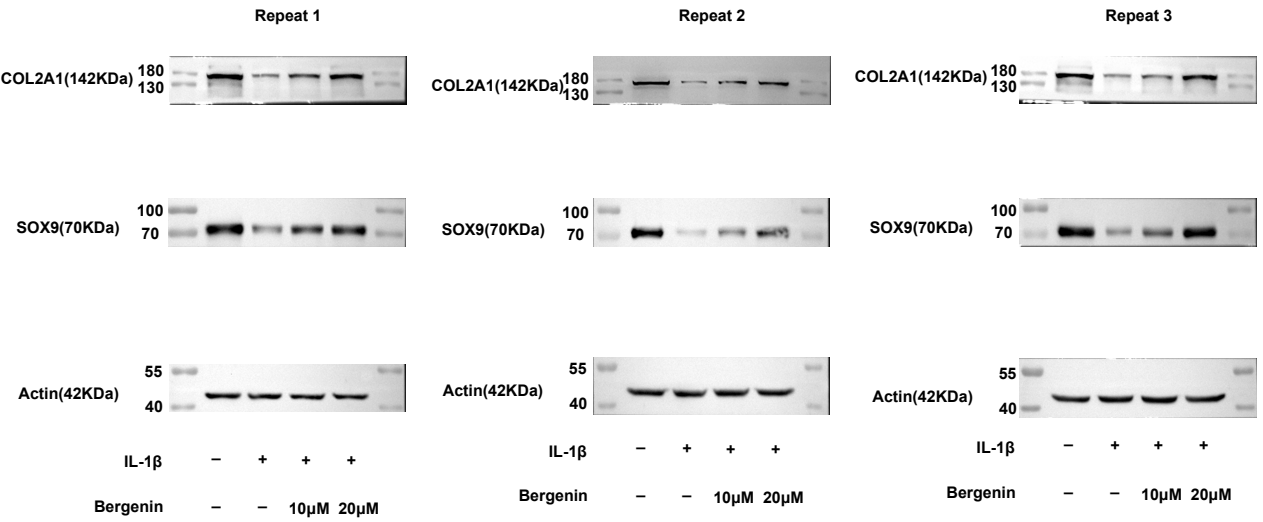 Repeat 1
COL2A1(142KDa)
180
130
SOX9(70KDa)
100
70
Actin(42KDa)
55
40
IL-1β – + + +
Bergenin – – 10μM 20μM
Repeat 2
COL2A1(142KDa)
180
130
SOX9(70KDa)
100
70
Actin(42KDa)
55
40
IL-1β – + + +
Bergenin – – 10μM 20μM
Repeat 3
COL2A1(142KDa)
180
130
SOX9(70KDa)
100
70
Actin(42KDa)
55
40
IL-1β – + + +
Bergenin – – 10μM 20μM